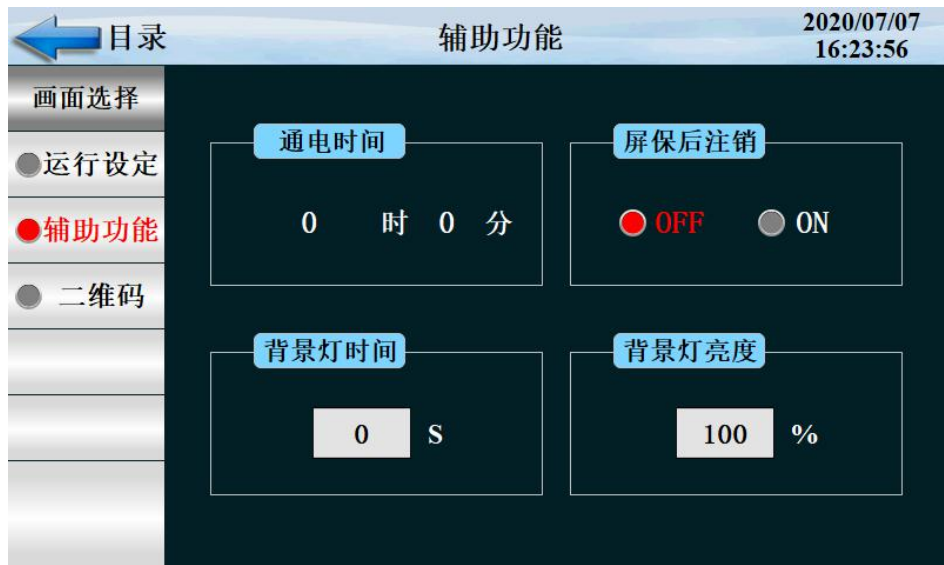 目录
辅助功能
2020/07/07
16:23:56
画面选择
运行设定
辅助功能
二维码
通电时间
0 时 0 分
屏保后注销
OFF ON
背景灯时间
0 S
背景灯亮度
100 %